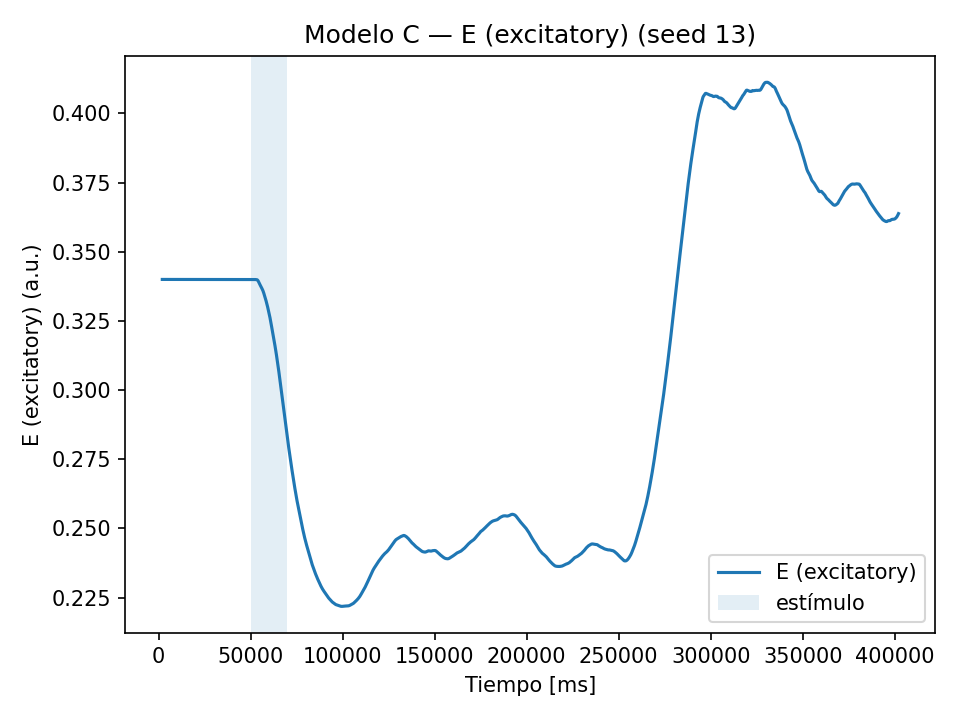 Modelo C — E (excitatory) (seed 13)
E (excitatory) (a.u.)
0.400
0.375
0.350
0.325
0.300
0.275
0.250
0.225
E (excitatory)
estímulo
0 50000 100000 150000 200000 250000 300000 350000 400000
Tiempo [ms]